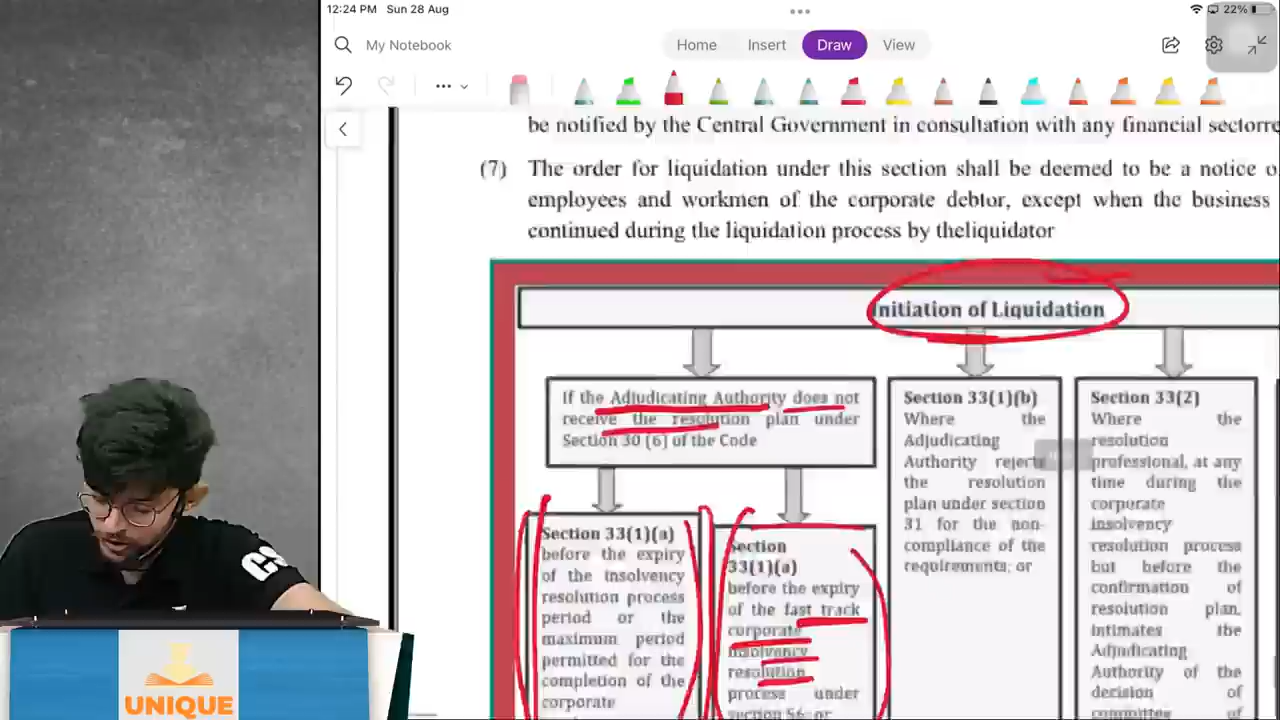 12:24 PM Sun 28 Aug
22%
My Notebook
Home Insert Draw View
be notified by the Central Government in consultation with any financial sectorre
(7) The order for liquidation under this section shall be deemed to be a notice o
employees and workmen of the corporate debtor, except when the business
continued during the liquidation process by theliquidator
Initiation of Liquidation
If the Adjudicating Authority does not
receive the resolution plan under
Section 30 (6) of the Code
Section 33(1)(a)
before the expiry
of the insolvency
resolution process
period or the
maximum period
permitted for the
completion of the
corporate
Section
33(1)(a)
before the expiry
of the fast track
corporate
insolvency
resolution
process under
section 56; or
Section 33(1)(b)
Where the
Adjudicating
Authority rejects
the resolution
plan under section
31 for the non-
compliance of the
requirements; or
Section 33(2)
Where the
resolution
professional, at any
time during the
corporate
insolvency
resolution process
but before the
confirmation of
resolution plan,
intimates the
Adjudicating
Authority of the
decision of
committee of
CS
UNIQUE